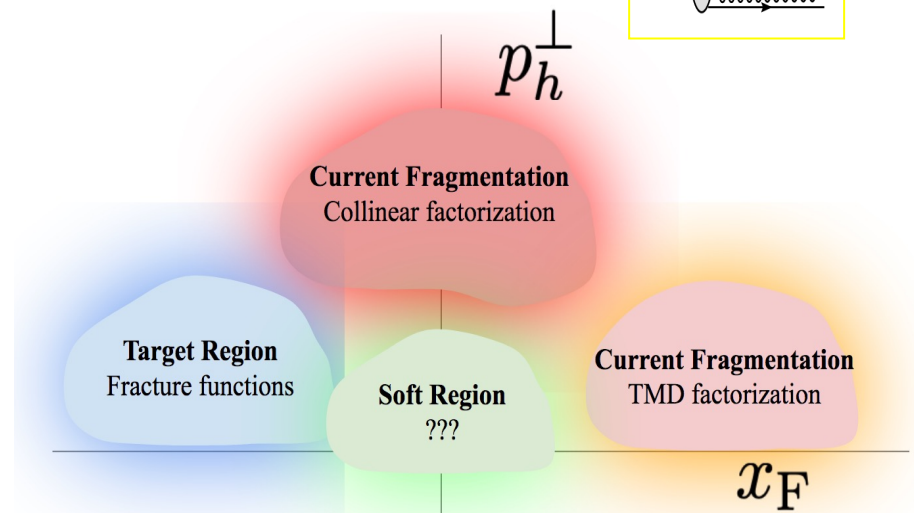 p_h^⊥
Current Fragmentation
Collinear factorization
Target Region
Fracture functions
Soft Region
???
Current Fragmentation
TMD factorization
x_F